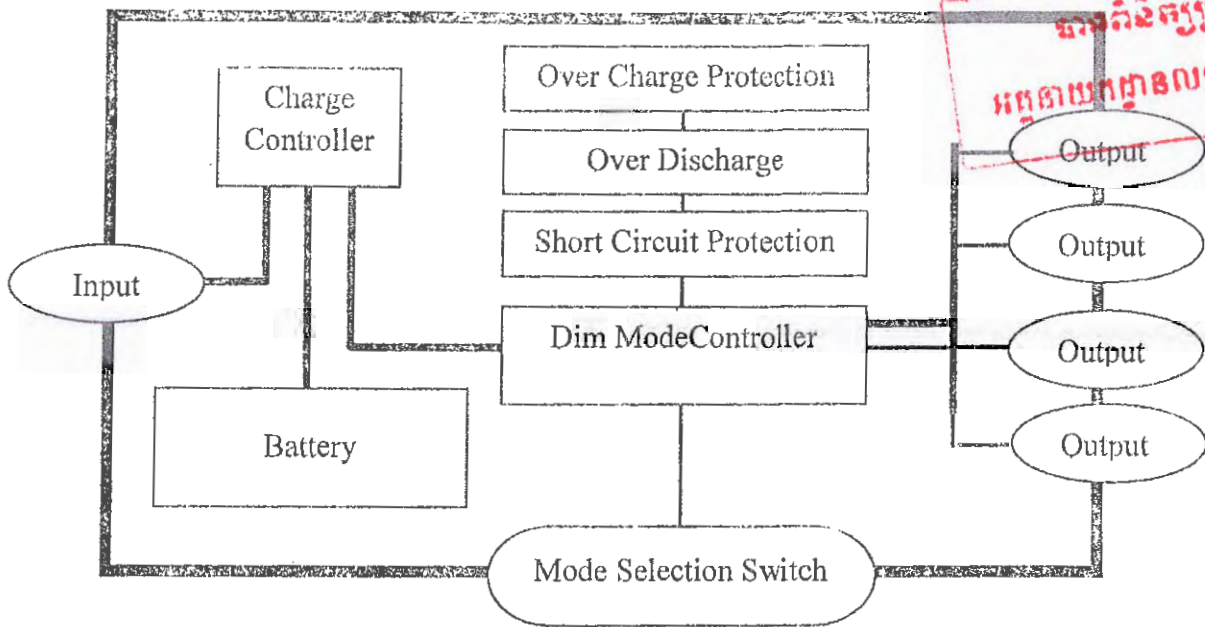 Charge
Controller
Over Charge Protection
Over Discharge
Short Circuit Protection
Dim ModeController
Input
Battery
Mode Selection Switch
Output
Output
Output
Output